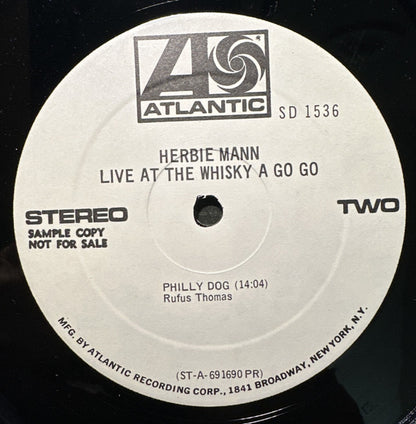 ATLANTIC
SD 1536
HERBIE MANN
LIVE AT THE WHISKY A GO GO
STEREO
SAMPLE COPY
NOT FOR SALE
TWO
PHILLY DOG (14:04)
Rufus Thomas
(ST-A-691690 PR)
MFG. BY ATLANTIC RECORDING CORP., 1841 BROADWAY, NEW YORK, N.Y.